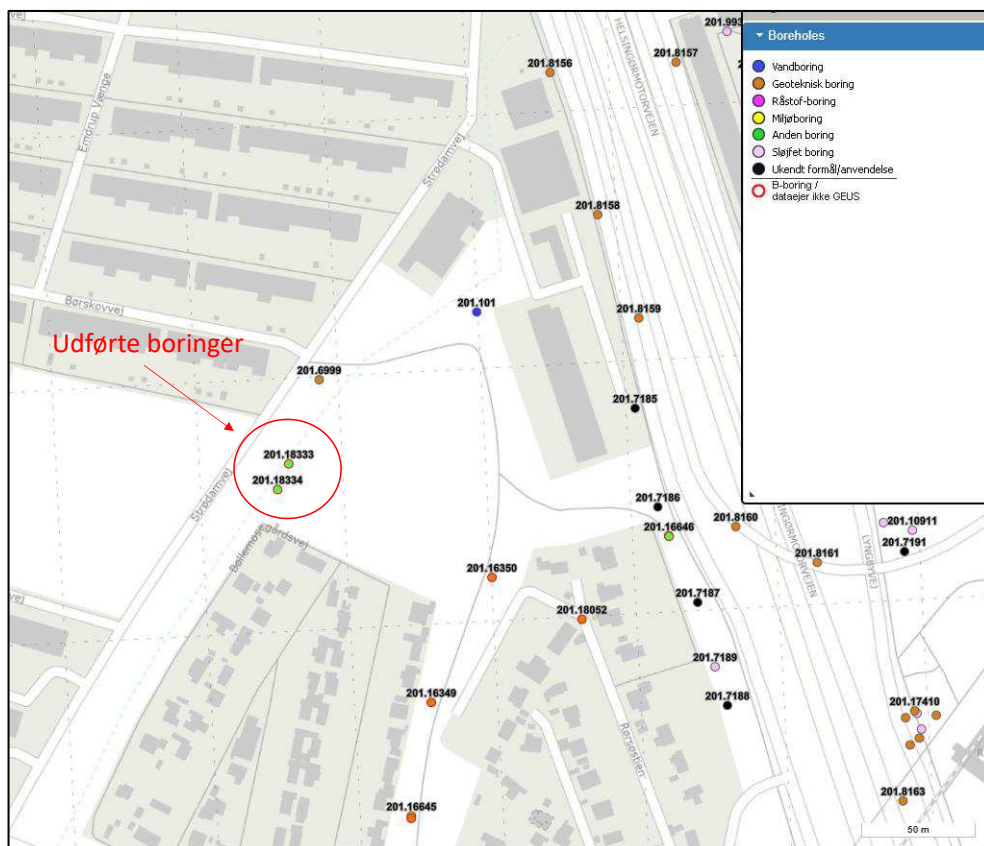 201.993
Boreholes
Vandboring
Geoteknisk boring
Råstof-boring
Miljøboring
Anden boring
Sløjfet boring
Ukendt formål/anvendelse
B-boring /
dataejer ikke GEUS
201.8156
201.8157
HELSINGØRMOTORVEJEN
Emdrup Vænge
Strødamvej
201.8158
201.101
201.8159
Børskovvej
Udførte boringer
201.6999
201.7185
201.18333
201.18334
Strødamvej
201.7186
201.16646
201.8160
201.10911
201.7191
LYNGBYVEJ
201.8161
201.16350
201.7187
201.18052
201.7189
201.16349
201.7188
201.17410
Rørsøstien
201.8163
201.16645
50 m